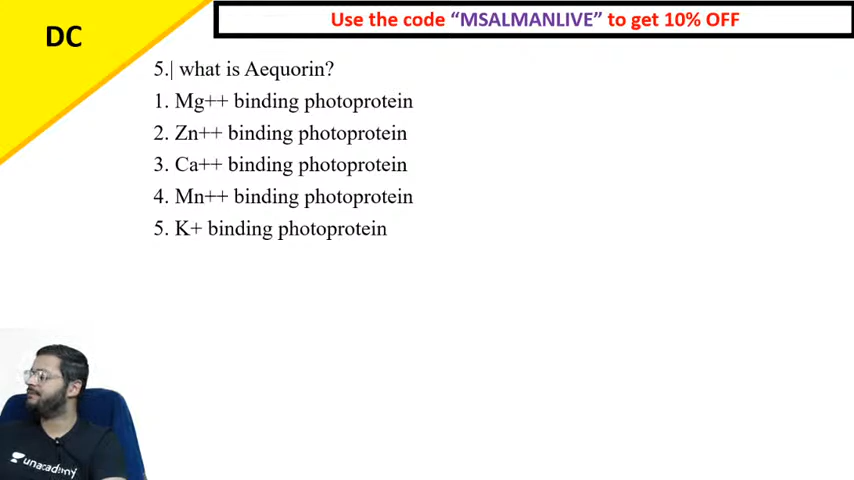 DC
Use the code “MSALMANLIVE” to get 10% OFF
5.| what is Aequorin?
1. Mg++ binding photoprotein
2. Zn++ binding photoprotein
3. Ca++ binding photoprotein
4. Mn++ binding photoprotein
5. K+ binding photoprotein
unacademy